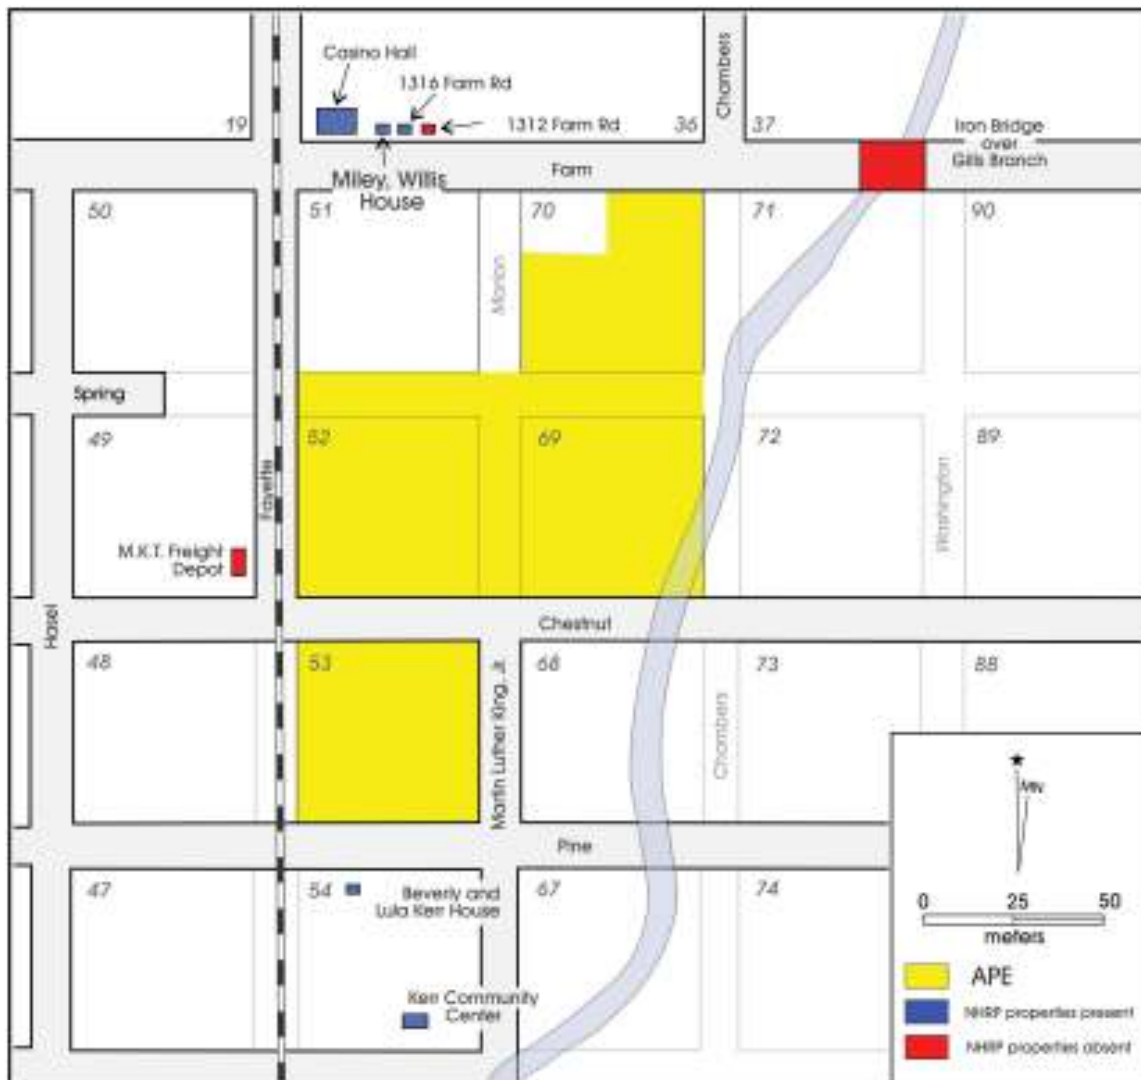 Casino Hall
1316 Farm Rd
1312 Farm Rd
Chambers
19
36
37
Iron Bridge
over
Gills Branch
Farm
Miley, Willis
House
50
51
70
71
90
Marion
Spring
49
52
69
72
89
Fayette
Washington
M.K.T. Freight
Depot
Hasel
Chestnut
48
53
68
73
88
Martin Luther King, Jr.
Chambers
MN
Pine
47
54
Beverly and
Lula Kerr House
67
74
0 25 50
meters
APE
Kerr Community
Center
NHRP properties present
NHRP properties absent